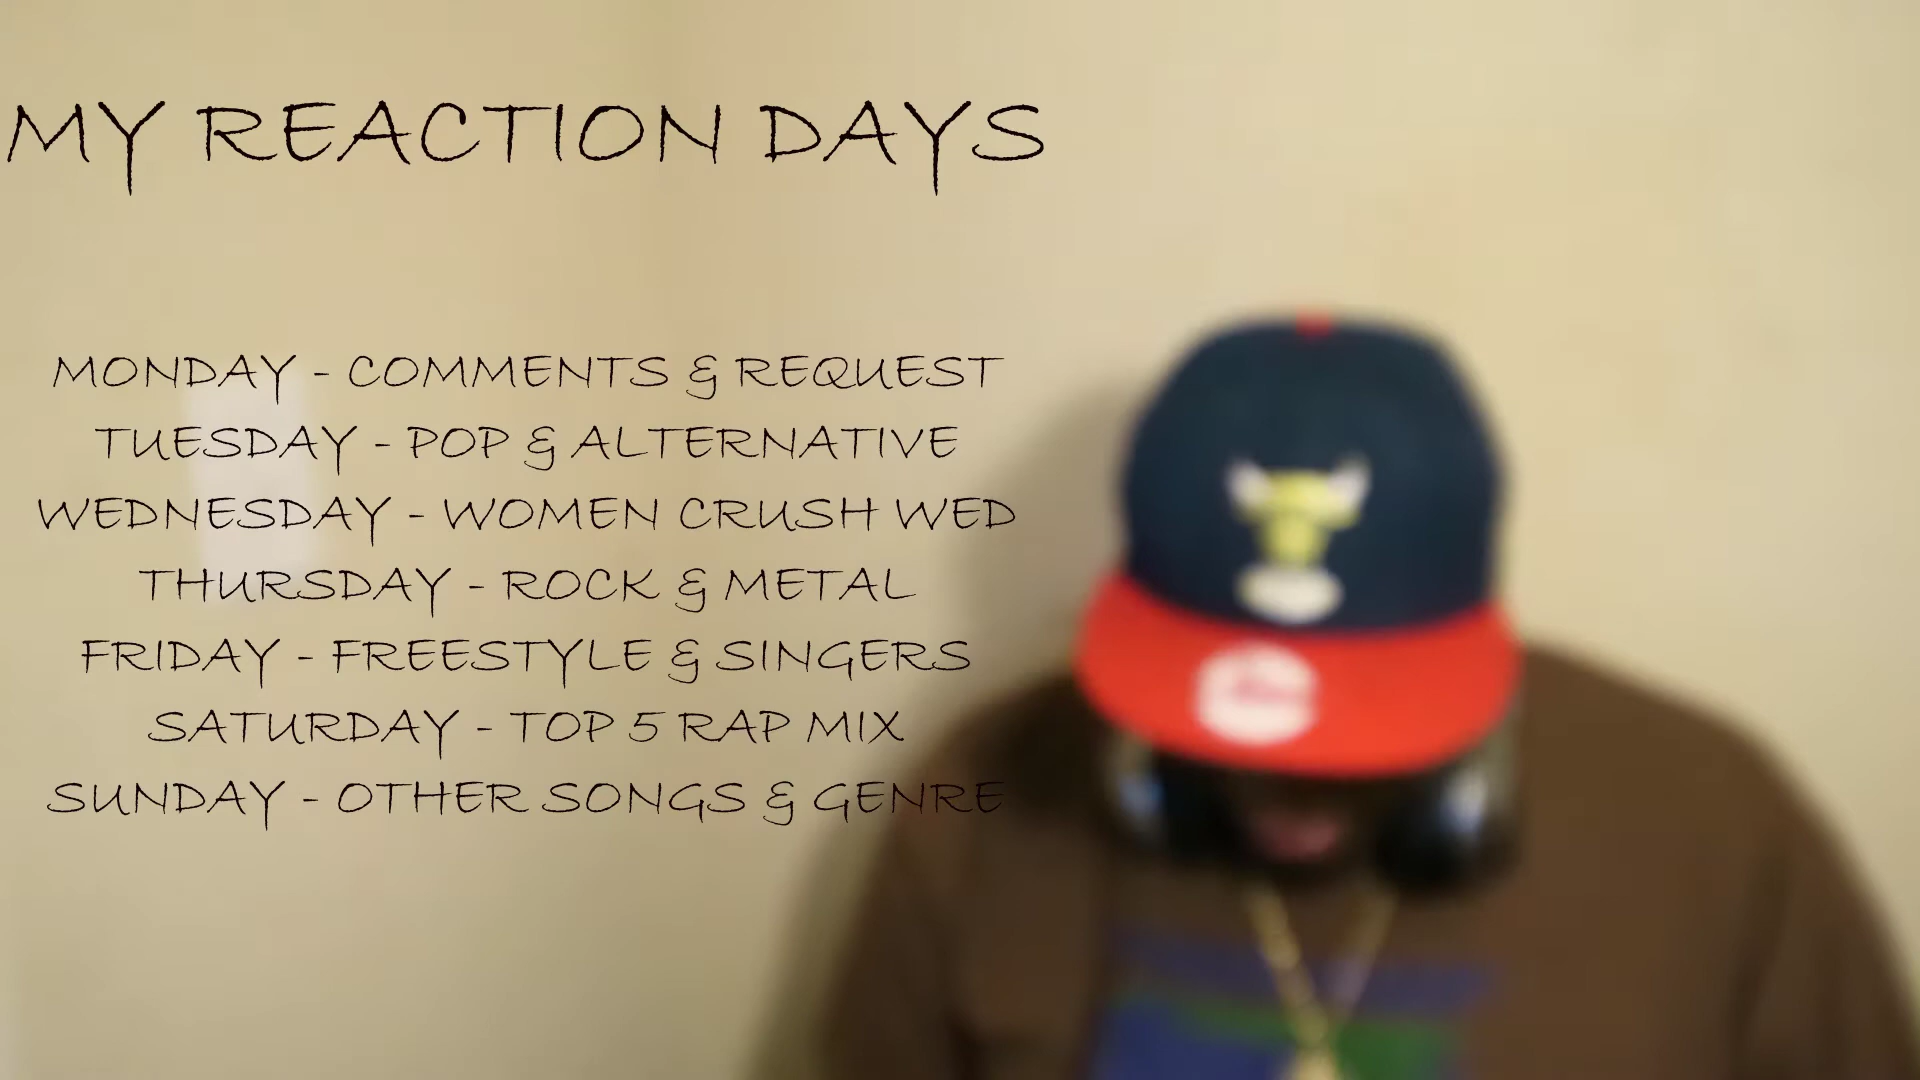 MY REACTION DAYS
MONDAY - COMMENTS & REQUEST
TUESDAY - POP & ALTERNATIVE
WEDNESDAY - WOMEN CRUSH WED
THURSDAY - ROCK & METAL
FRIDAY - FREESTYLE & SINGERS
SATURDAY - TOP 5 RAP MIX
SUNDAY - OTHER SONGS & GENRE